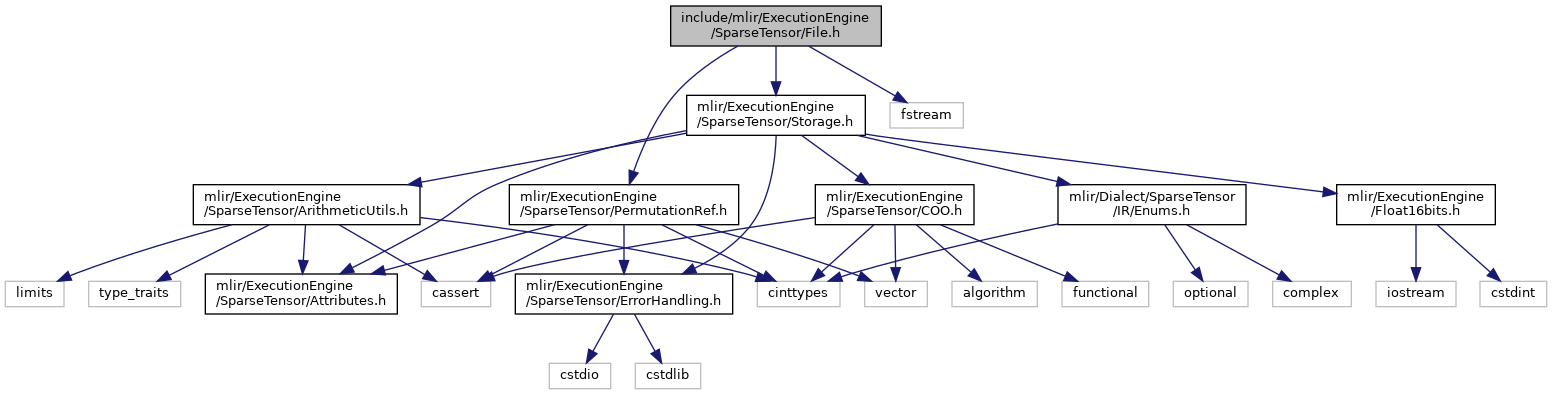 include/mlir/ExecutionEngine
/SparseTensor/File.h
mlir/ExecutionEngine
/SparseTensor/Storage.h
fstream
mlir/ExecutionEngine
/SparseTensor/ArithmeticUtils.h
mlir/ExecutionEngine
/SparseTensor/PermutationRef.h
mlir/ExecutionEngine
/SparseTensor/COO.h
mlir/Dialect/SparseTensor
/IR/Enums.h
mlir/ExecutionEngine
/Float16bits.h
limits
type_traits
mlir/ExecutionEngine
/SparseTensor/Attributes.h
cassert
mlir/ExecutionEngine
/SparseTensor/ErrorHandling.h
cinttypes
vector
algorithm
functional
optional
complex
iostream
cstdint
cstdio
cstdlib